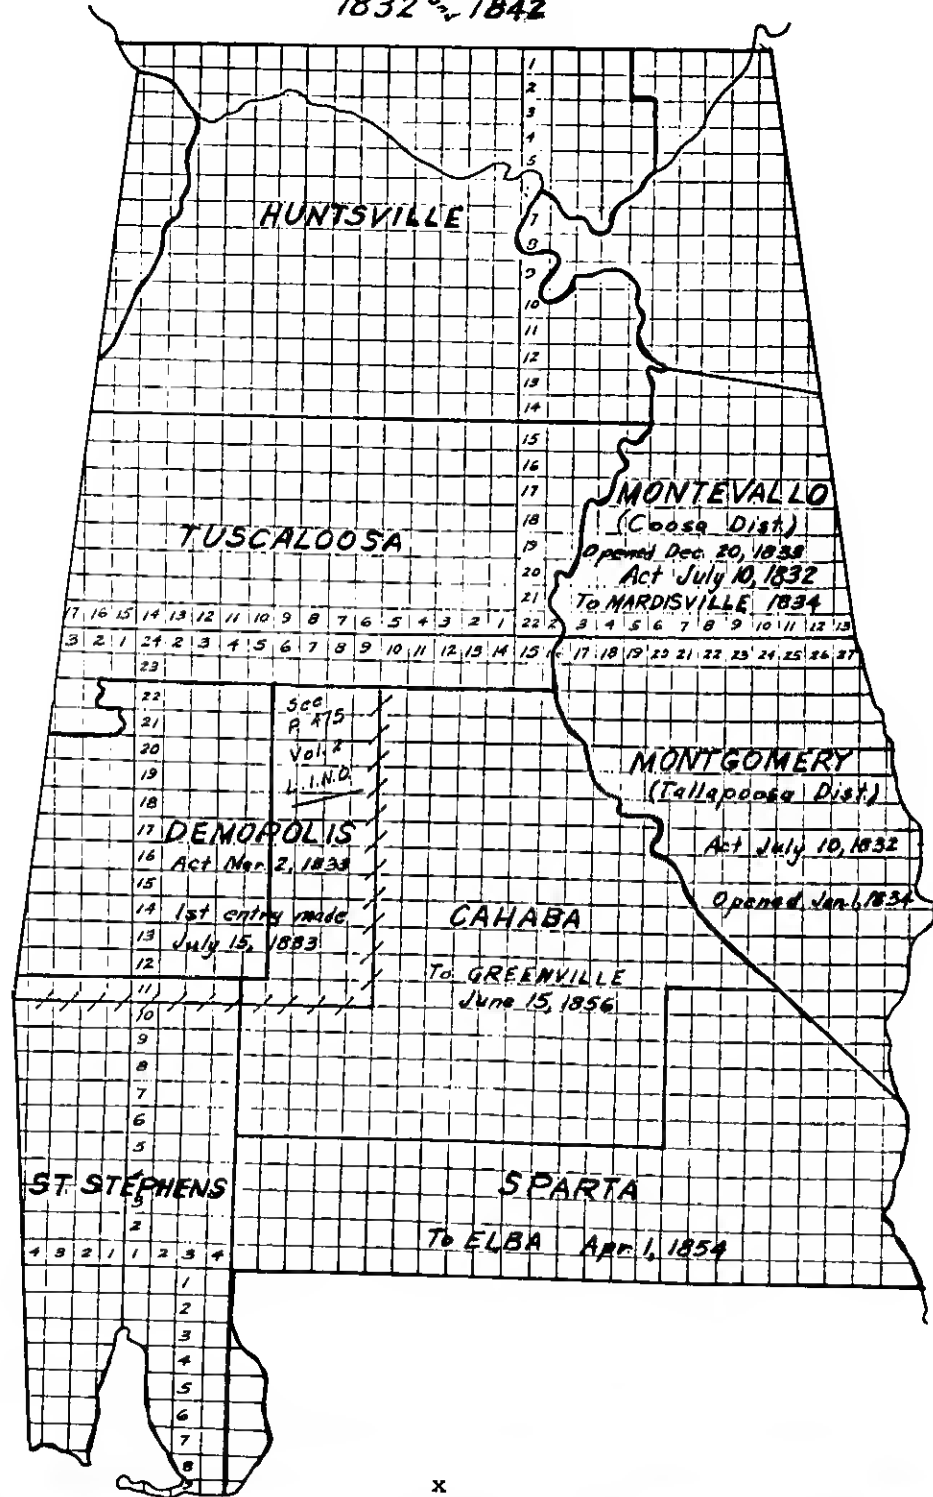 1832 1842
1
2
3
4
5
HUNTSVILLE
7
8
9
10
11
12
13
14
15
16
17
MONTEVALLO
18
(Coosa Dist.)
TUSCALOOSA
19
Opened Dec. 20, 1833
20
Act July 10, 1832
21
To MARDISVILLE 1834
17 16 15 14 13 12 11 10 9 8 7 6 5 4 3 2 1 22 2 3 4 5 6 7 8 9 10 11 12 13
3 2 1 24 2 3 4 5 6 7 8 9 10 11 12 13 14 15 17 18 19 20 21 22 23 24 25 26 27
23
22
See
21
P. 475
20
Vol. 2
19
L.I.N.D.
18
MONTGOMERY
(Tallapoosa Dist.)
17
DEMOPOLIS
Act July 10, 1832
16
Act Mar. 2, 1833
15
Opened Jan. 1, 1834
14
1st entry made
CAHABA
13
July 15, 1833
12
To GREENVILLE
11
June 15, 1856
10
9
8
7
6
5
4
ST. STEPHENS
SPARTA
3
2
To ELBA Apr. 1, 1854
4 3 2 1 1 2 3 4
1
2
3
4
5
6
7
8
9
x